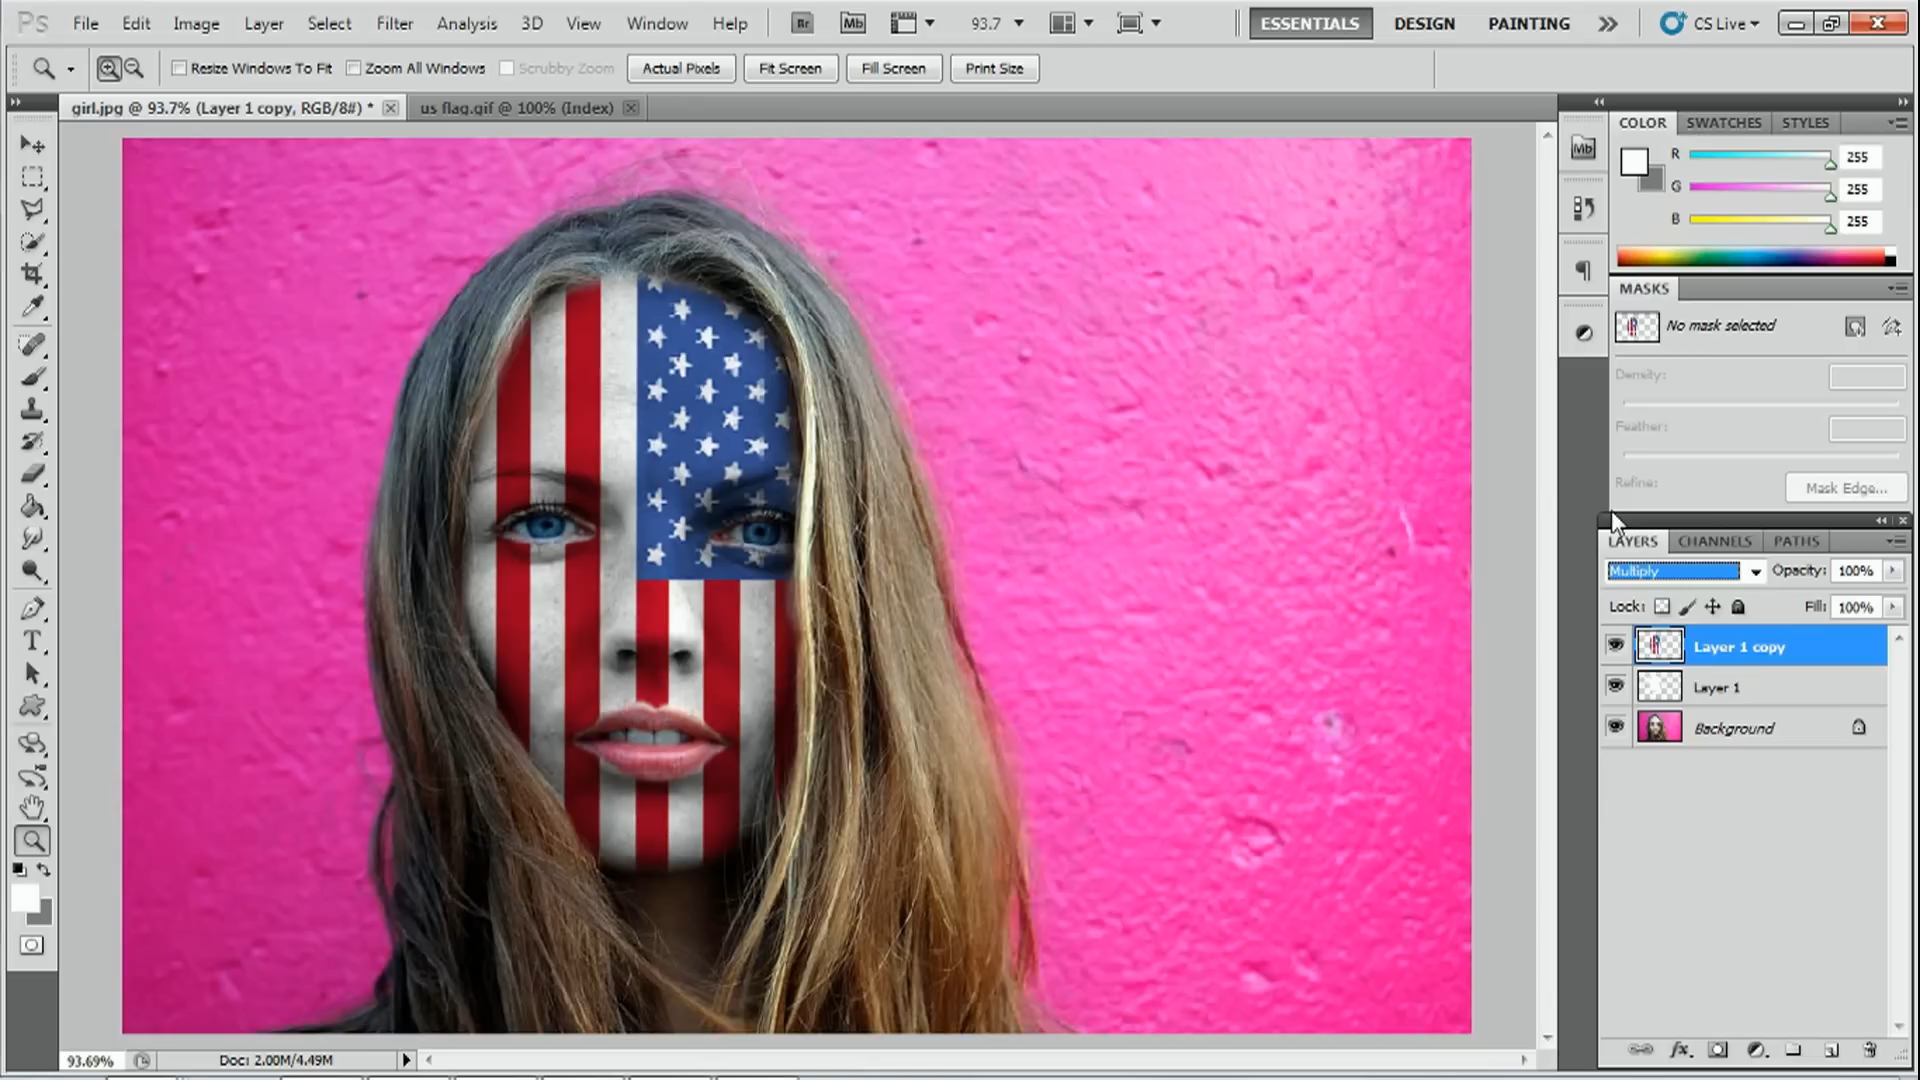 Ps File Edit Image Layer Select Filter Analysis 3D View Window Help Br Mb 93.7 ESSENTIALS DESIGN PAINTING CS Live
Resize Windows To Fit Zoom All Windows Scrubby Zoom Actual Pixels Fit Screen Fill Screen Print Size
girl.jpg @ 93.7% (Layer 1 copy, RGB/8#) * us flag.gif @ 100% (Index)
COLOR SWATCHES STYLES
Mb
R 255
G 255
B 255
MASKS
No mask selected
Density:
Feather:
Refine: Mask Edge...
LAYERS CHANNELS PATHS
Multiply Opacity: 100%
Lock: Fill: 100%
Layer 1 copy
Layer 1
Background
T
fx
93.69% Doc: 2.00M/4.49M